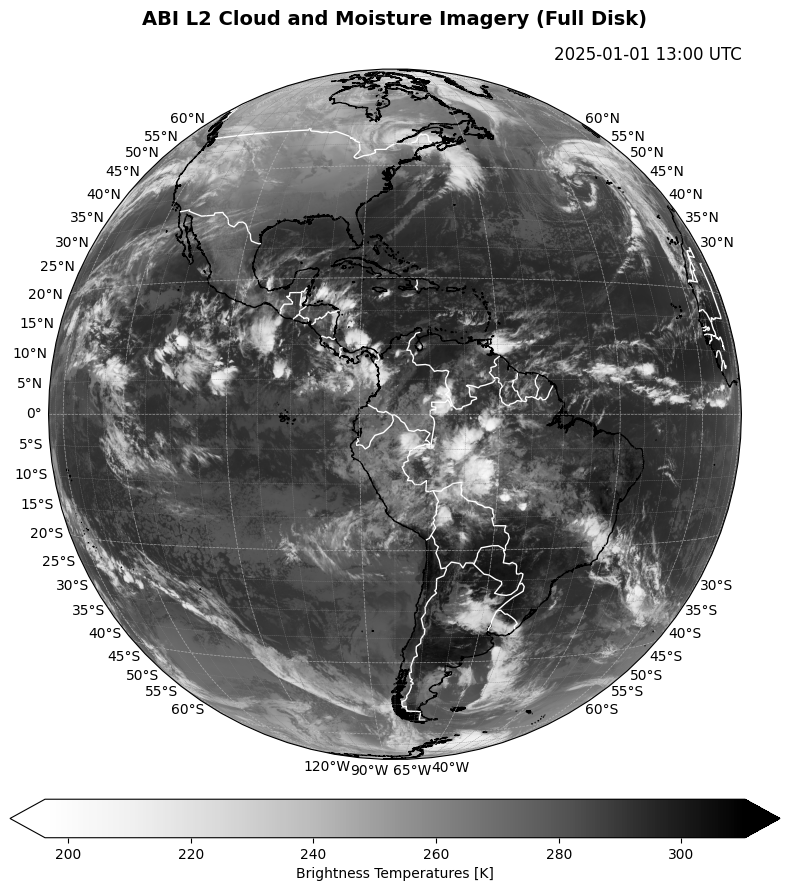 ABI L2 Cloud and Moisture Imagery (Full Disk)
2025-01-01 13:00 UTC
60°N 60°N
55°N 55°N
50°N 50°N
45°N 45°N
40°N 40°N
35°N 35°N
30°N 30°N
25°N
20°N
15°N
10°N
5°N
0°
5°S
10°S
15°S
20°S
25°S
30°S 30°S
35°S 35°S
40°S 40°S
45°S 45°S
50°S 50°S
55°S 55°S
60°S 60°S
120°W 90°W 65°W 40°W
200 220 240 260 280 300
Brightness Temperatures [K]